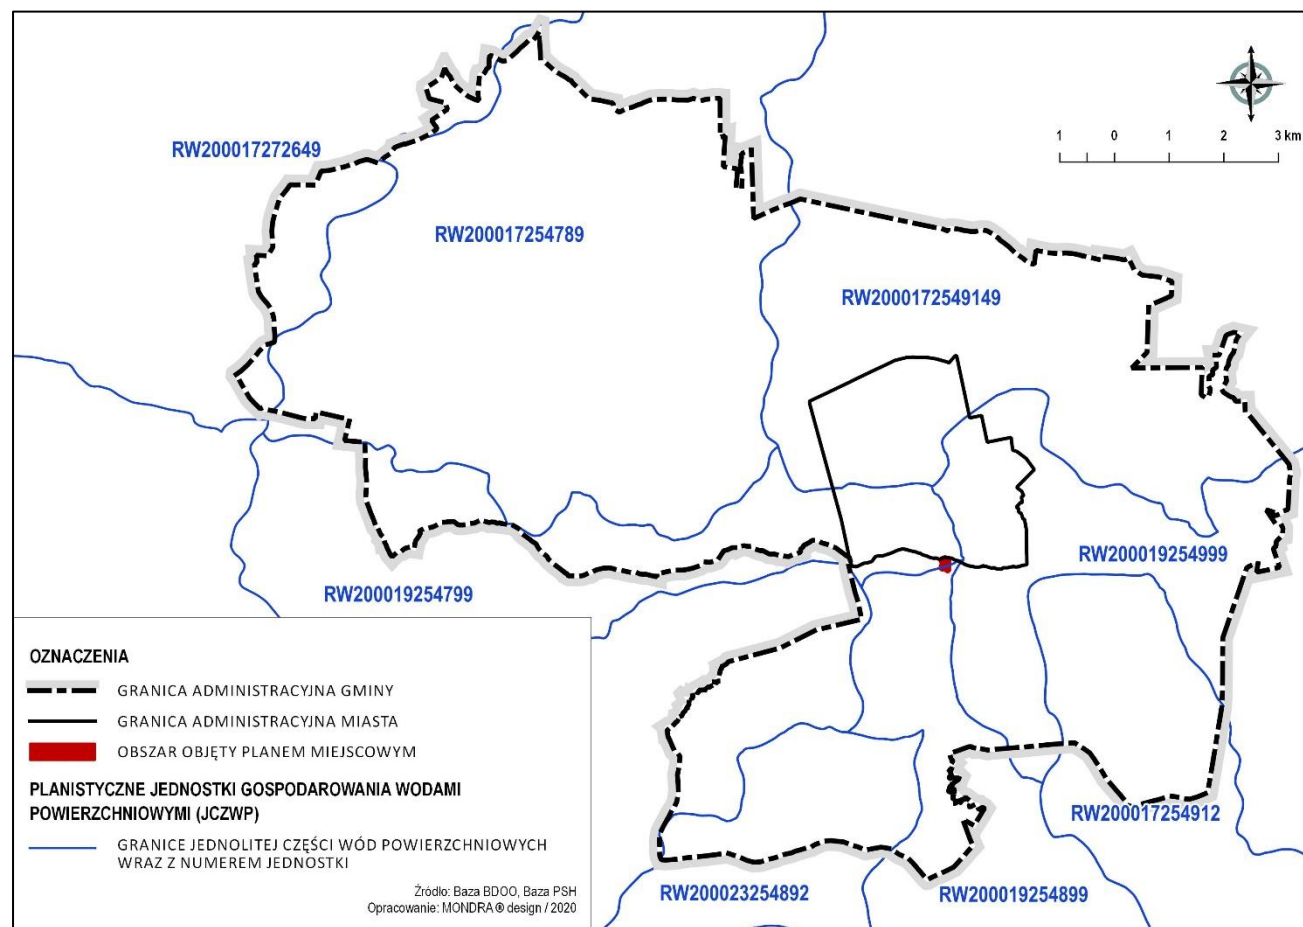 RW200017272649
1 0 1 2 3 km
RW200017254789
RW2000172549149
RW200019254999
RW200019254799
OZNACZENIA
GRANICA ADMINISTRACYJNA GMINY
GRANICA ADMINISTRACYJNA MIASTA
OBSZAR OBJĘTY PLANEM MIEJSCOWYM
PLANISTYCZNE JEDNOSTKI GOSPODAROWANIA WODAMI
POWIERZCHNIOWYMI (JCZWP)
GRANICE JEDNOLITEJ CZĘŚCI WÓD POWIERZCHNIOWYCH
WRAZ Z NUMEREM JEDNOSTKI
Źródło: Baza BDOO, Baza PSH
Opracowanie: MONDRA ® design / 2020
RW200017254912
RW200023254892
RW200019254899